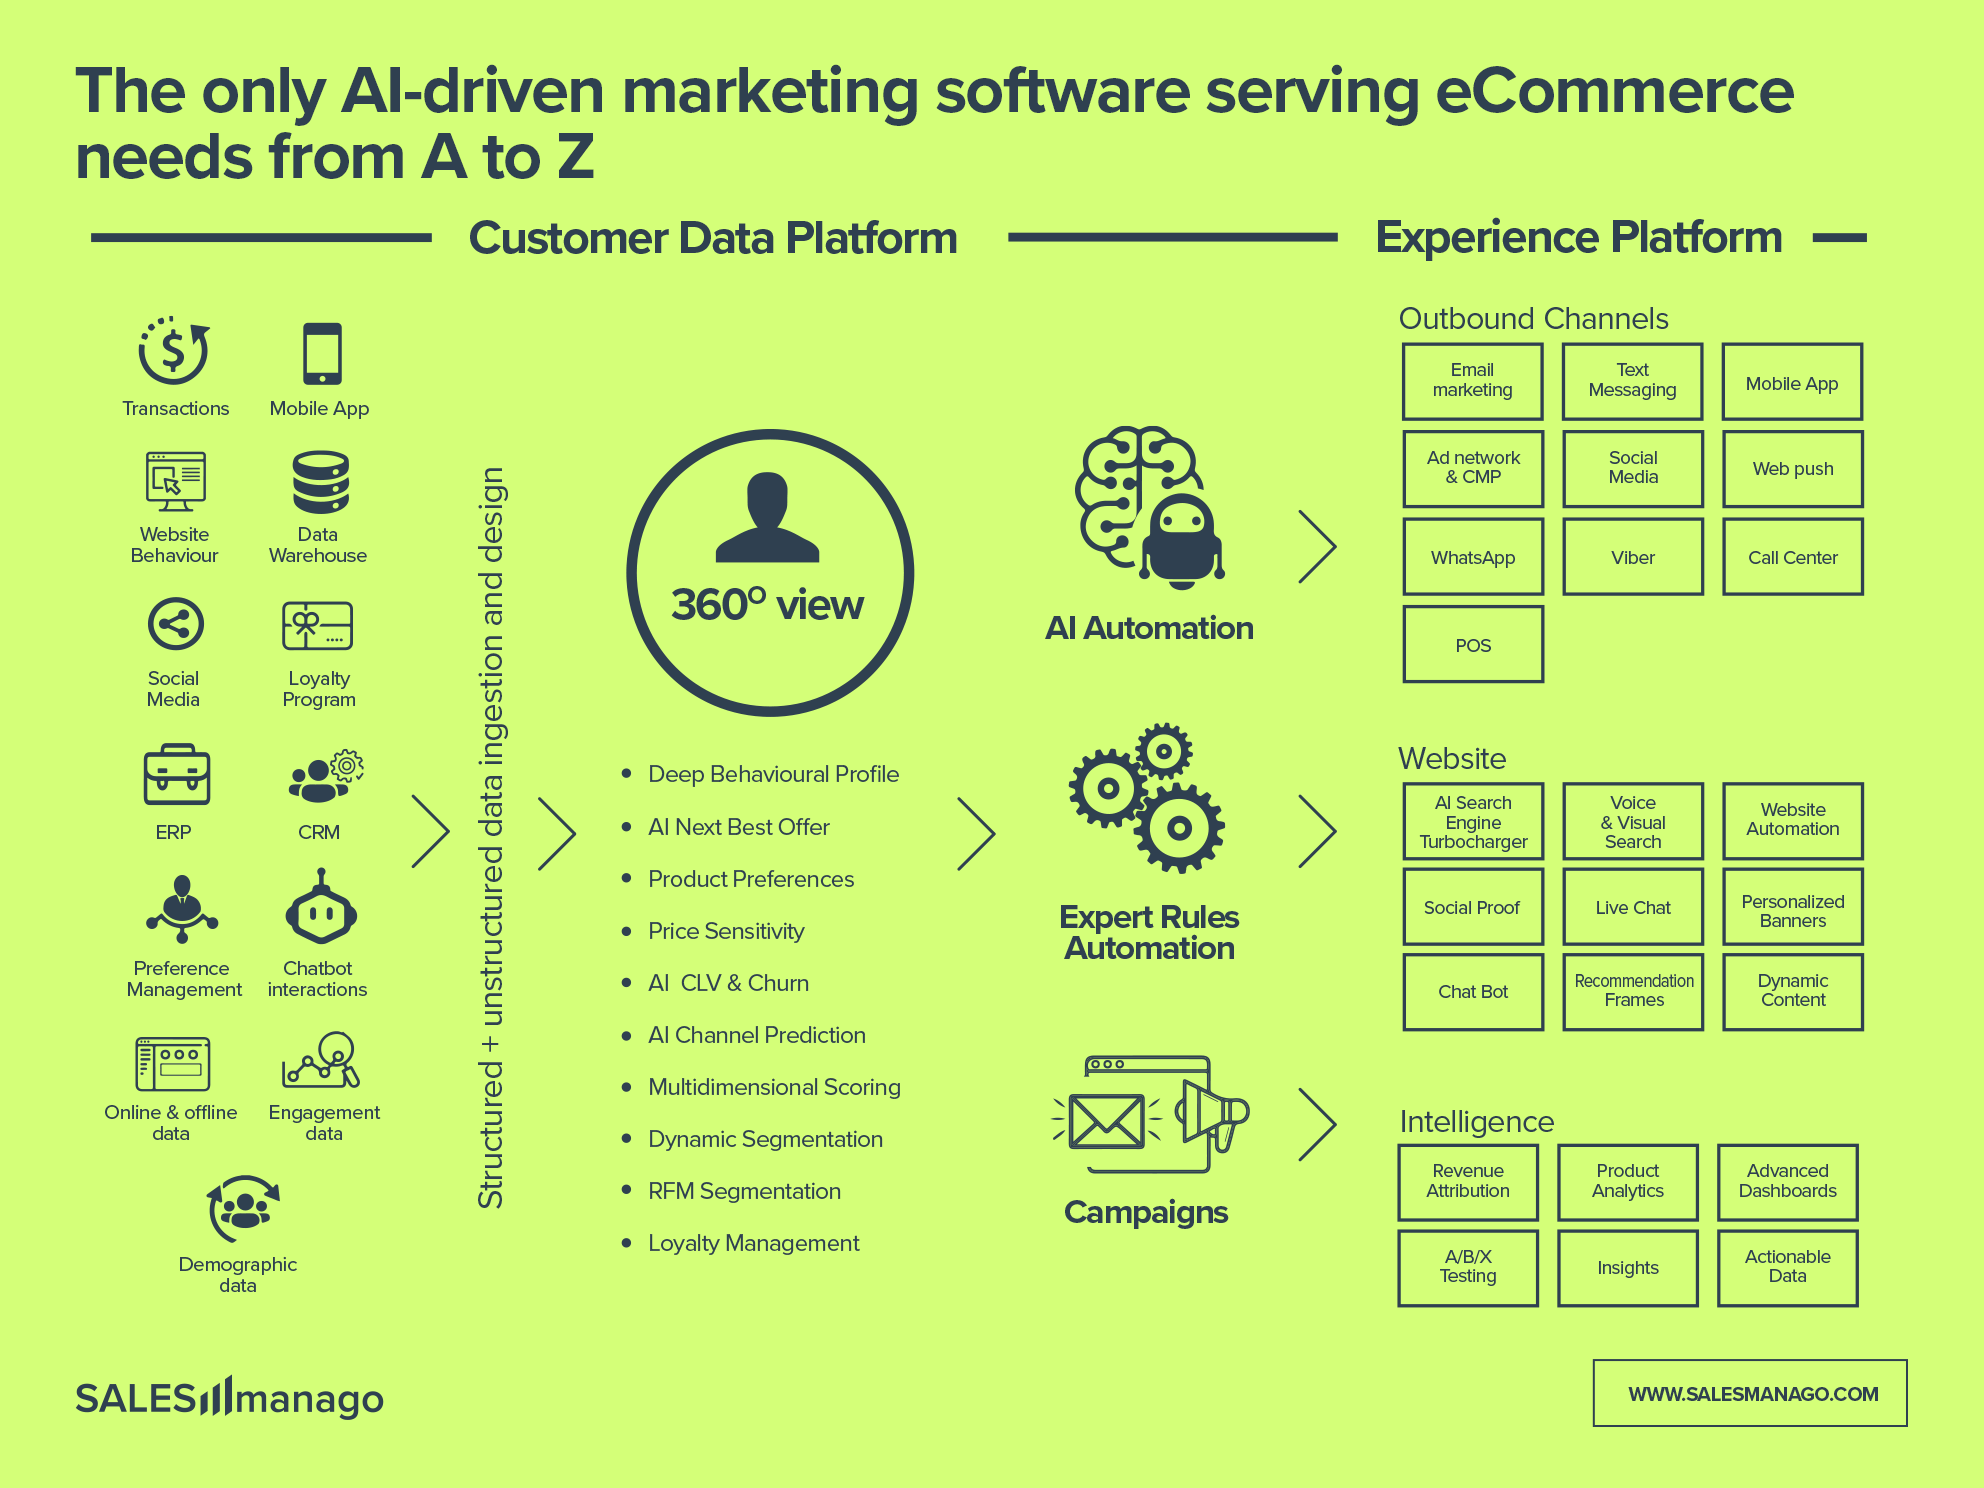 The only AI-driven marketing software serving eCommerce
needs from A to Z
Customer Data Platform
Experience Platform
$
Transactions
Mobile App
Website
Behaviour
Data
Warehouse
Social
Media
Loyalty
Program
ERP
CRM
Preference
Management
Chatbot
interactions
Online & offline
data
Engagement
data
Demographic
data
Structured + unstructured data ingestion and design
360° view
• Deep Behavioural Profile
• AI Next Best Offer
• Product Preferences
• Price Sensitivity
• AI CLV & Churn
• AI Channel Prediction
• Multidimensional Scoring
• Dynamic Segmentation
• RFM Segmentation
• Loyalty Management
AI Automation
Expert Rules
Automation
Campaigns
Outbound Channels
Email
marketing
Text
Messaging
Mobile App
Ad network
& CMP
Social
Media
Web push
WhatsApp
Viber
Call Center
POS
Website
AI Search
Engine
Turbocharger
Voice
& Visual
Search
Website
Automation
Social Proof
Live Chat
Personalized
Banners
Chat Bot
Recommendation
Frames
Dynamic
Content
Intelligence
Revenue
Attribution
Product
Analytics
Advanced
Dashboards
A/B/X
Testing
Insights
Actionable
Data
SALESmanago
WWW.SALESMANAGO.COM